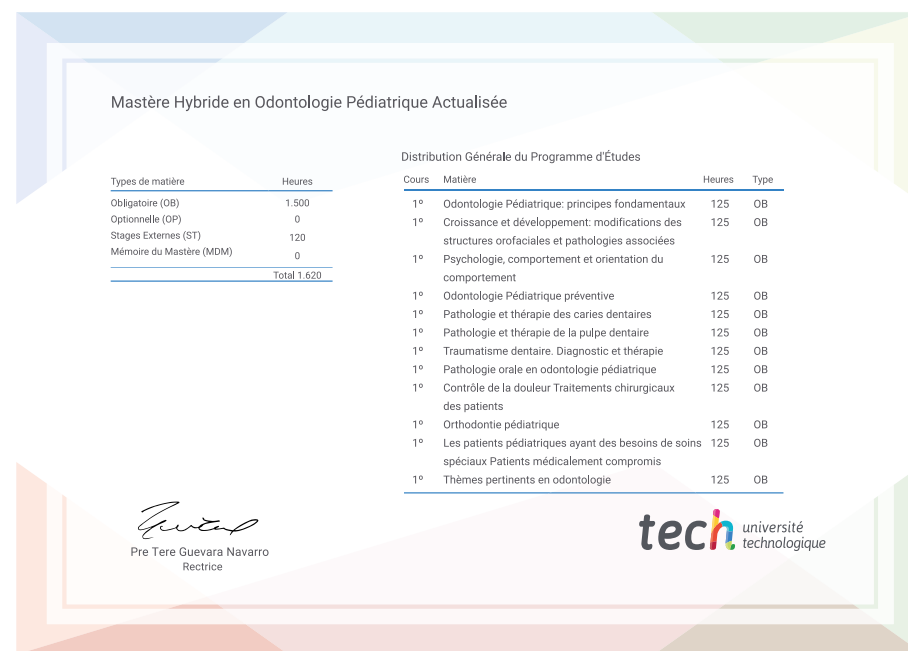 Mastère Hybride en Odontologie Pédiatrique Actualisée
Types de matière Heures
Obligatoire (OB) 1.500
Optionnelle (OP) 0
Stages Externes (ST) 120
Mémoire du Mastère (MDM) 0
Total 1.620
Distribution Générale du Programme d'Études
Cours Matière Heures Type
1º Odontologie Pédiatrique: principes fondamentaux 125 OB
1º Croissance et développement: modifications des 125 OB
structures orofaciales et pathologies associées
1º Psychologie, comportement et orientation du 125 OB
comportement
1º Odontologie Pédiatrique préventive 125 OB
1º Pathologie et thérapie des caries dentaires 125 OB
1º Pathologie et thérapie de la pulpe dentaire 125 OB
1º Traumatisme dentaire. Diagnostic et thérapie 125 OB
1º Pathologie orale en odontologie pédiatrique 125 OB
1º Contrôle de la douleur Traitements chirurgicaux 125 OB
des patients
1º Orthodontie pédiatrique 125 OB
1º Les patients pédiatriques ayant des besoins de soins 125 OB
spéciaux Patients médicalement compromis
1º Thèmes pertinents en odontologie 125 OB
Pre Tere Guevara Navarro
Rectrice
tech université
technologique